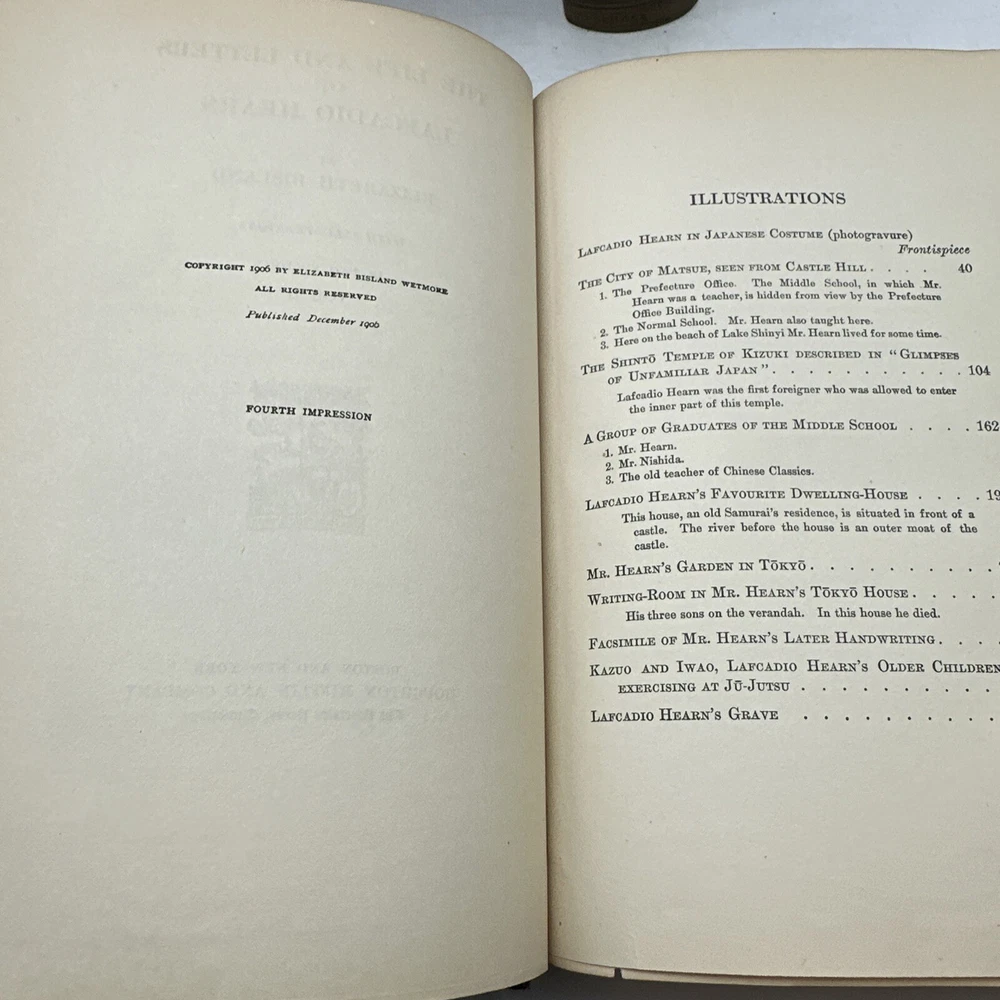 COPYRIGHT 1906 BY ELIZABETH BISLAND WETMORE
ALL RIGHTS RESERVED
Published December 1906
FOURTH IMPRESSION
ILLUSTRATIONS
LAFCADIO HEARN IN JAPANESE COSTUME (photogravure)
Frontispiece
THE CITY OF MATSUE, SEEN FROM CASTLE HILL . . . . 40
1. The Prefecture Office. The Middle School, in which Mr.
Hearn was a teacher, is hidden from view by the Prefecture
Office Building.
2. The Normal School. Mr. Hearn also taught here.
3. Here on the beach of Lake Shinyi Mr. Hearn lived for some time.
THE SHINTŌ TEMPLE OF KIZUKI DESCRIBED IN "GLIMPSES
OF UNFAMILIAR JAPAN" . . . . . . . . . . . 104
Lafcadio Hearn was the first foreigner who was allowed to enter
the inner part of this temple.
A GROUP OF GRADUATES OF THE MIDDLE SCHOOL . . . . 162
1. Mr. Hearn.
2. Mr. Nishida.
3. The old teacher of Chinese Classics.
LAFCADIO HEARN'S FAVOURITE DWELLING-HOUSE . . . . 19
This house, an old Samurai's residence, is situated in front of a
castle. The river before the house is an outer moat of the
castle.
MR. HEARN'S GARDEN IN TŌKYŌ . . . . . . . . . .
WRITING-ROOM IN MR. HEARN'S TŌKYŌ HOUSE . . . . .
His three sons on the verandah. In this house he died.
FACSIMILE OF MR. HEARN'S LATER HANDWRITING . . . .
KAZUO AND IWAO, LAFCADIO HEARN'S OLDER CHILDREN
EXERCISING AT JŪ-JUTSU . . . . . . . . . .
LAFCADIO HEARN'S GRAVE . . . . . . . . . .